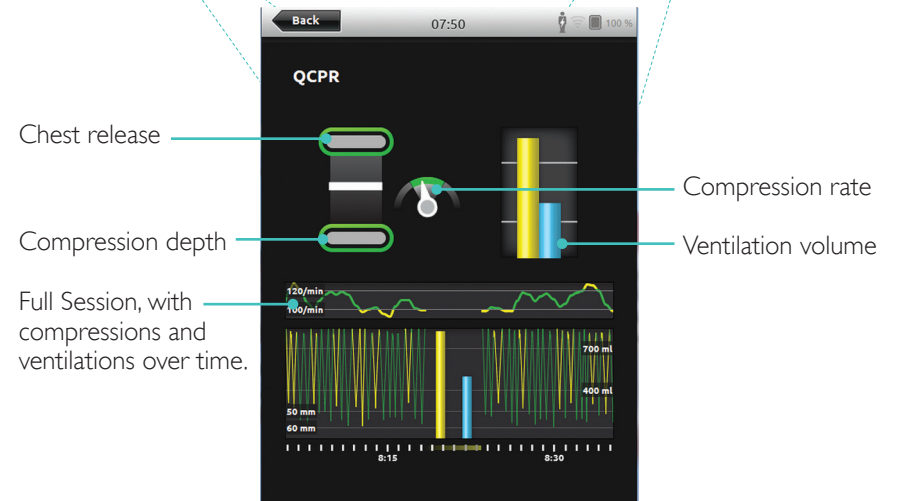 Back
07:50
100 %
QCPR
Chest release
Compression rate
Compression depth
Ventilation volume
Full Session, with
compressions and
ventilations over time.
120/min
100/min
700 ml
400 ml
50 mm
60 mm
8:15
8:30